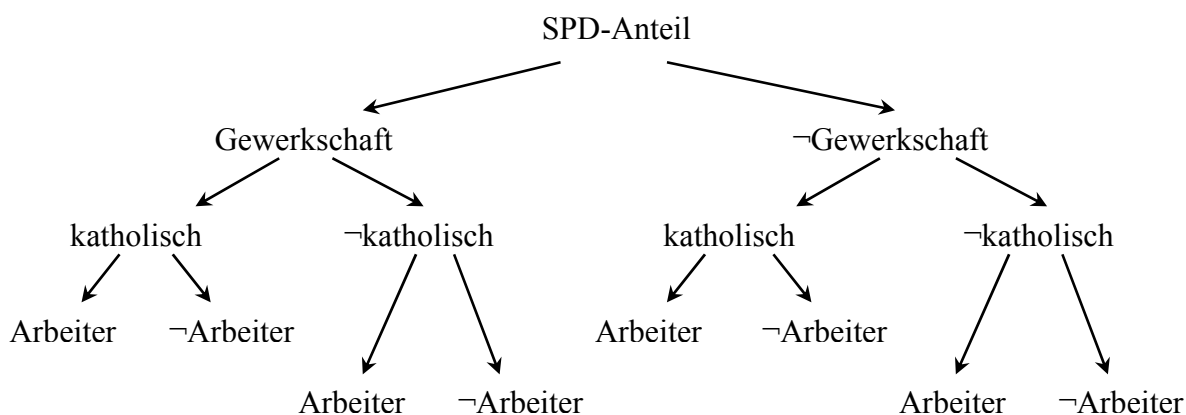 SPD-Anteil
Gewerkschaft ¬Gewerkschaft
katholisch ¬katholisch katholisch ¬katholisch
Arbeiter ¬Arbeiter Arbeiter ¬Arbeiter
Arbeiter ¬Arbeiter Arbeiter ¬Arbeiter